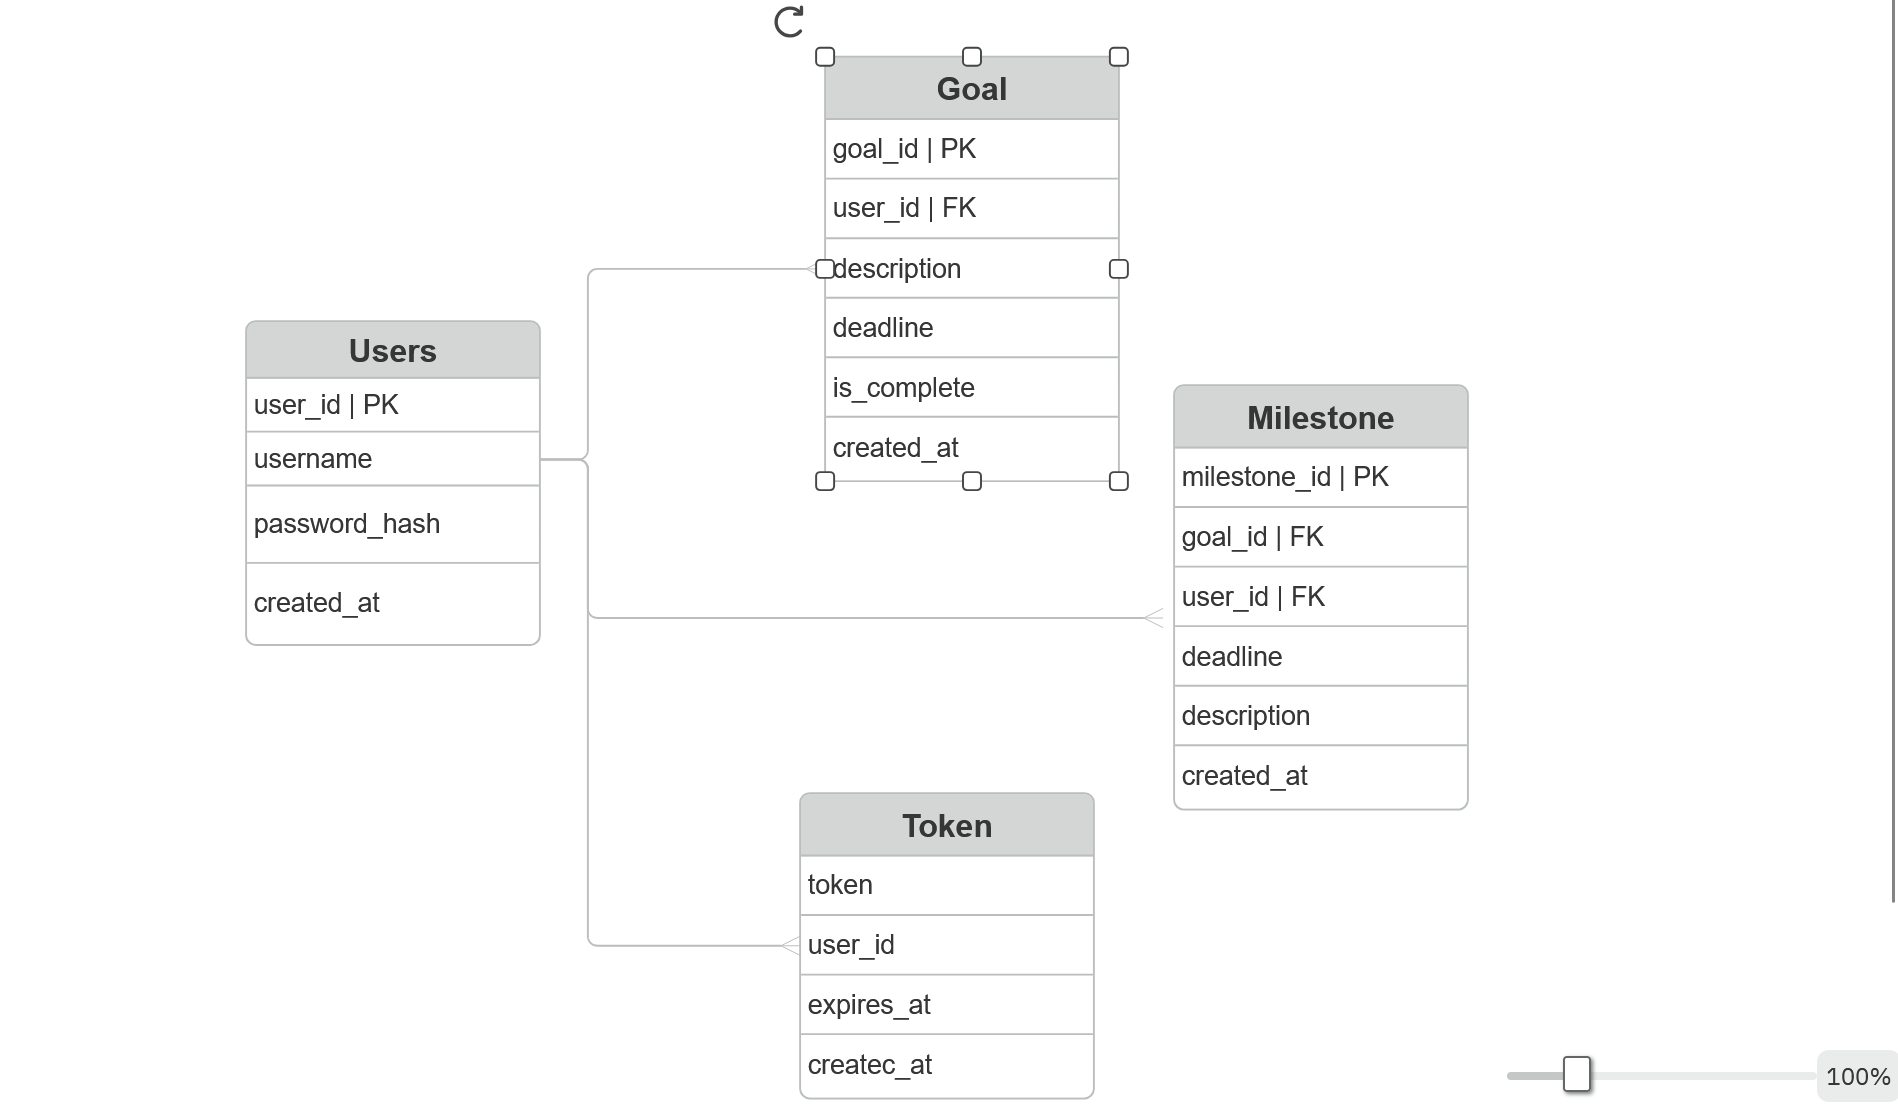 Goal
goal_id | PK
user_id | FK
description
deadline
is_complete
created_at
Users
user_id | PK
username
password_hash
created_at
Milestone
milestone_id | PK
goal_id | FK
user_id | FK
deadline
description
created_at
Token
token
user_id
expires_at
createc_at
100%